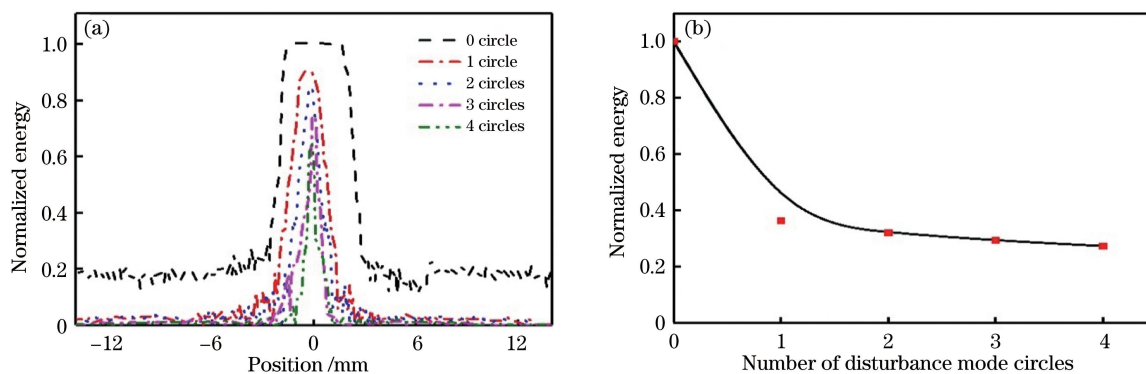 (a)
Normalized energy
1.0
0.8
0.6
0.4
0.2
0
−12 −6 0 6 12
Position /mm
0 circle
1 circle
2 circles
3 circles
4 circles
(b)
Normalized energy
1.0
0.8
0.6
0.4
0.2
0
0 1 2 3 4
Number of disturbance mode circles